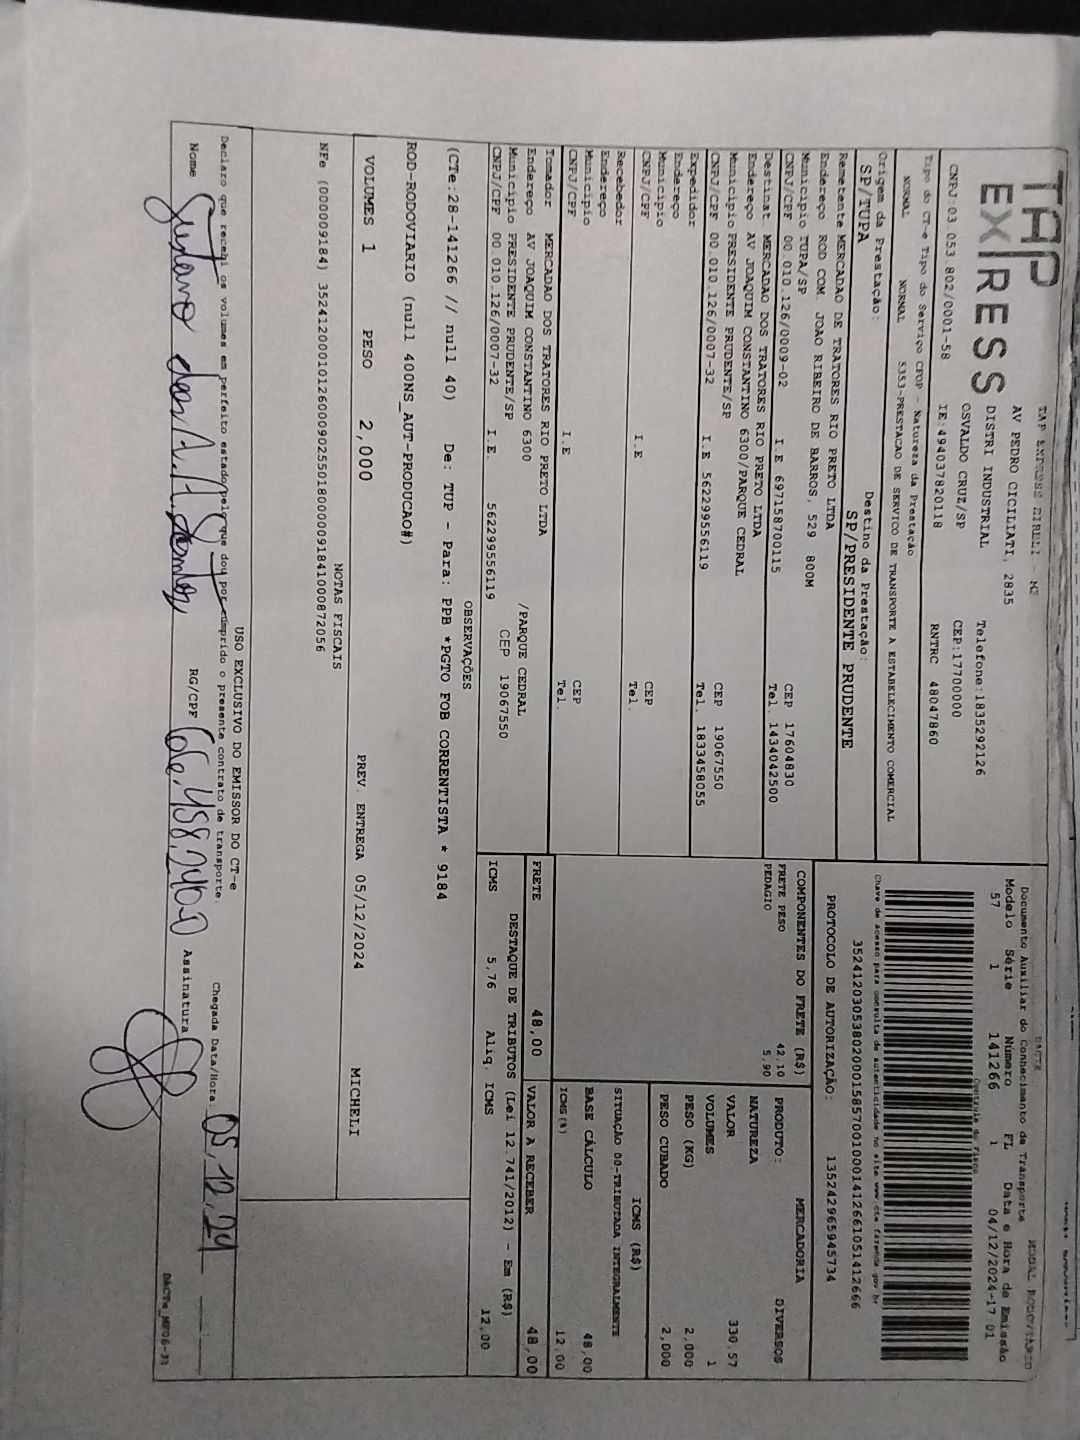 TAP
EXPRESS
TAP EXPRESS EIRELI - M2
AV PEDRO CICILIATI, 2835
DISTRI INDUSTRIAL
OSVALDO CRUZ/SP
Telefone:1835292126
CEP:17700000
CNPJ:03 053 802/0001-58
IE:494037820118
RNTRC 48047860
DACTE
MODAL RODOVIARIO
Documento Auxiliar do Conhecimento de Transporte
Modelo Série Número FL Data e Hora de Emissão
57 1 141266 1 04/12/2024-17 01
Controle do Fisco
Chave de acesso para consulta de autenticidade no site www cte fazenda gov br
35241203053802000158570010001412661051412666
PROTOCOLO DE AUTORIZAÇÃO: 135242965945734
Tipo do CT-e Tipo do Serviço CFOP - Natureza da Prestação
NORMAL NORMAL 5353-PRESTACAO DE SERVICO DE TRANSPORTE A ESTABELECIMENTO COMERCIAL
Origem da Prestação: Destino da Prestação:
SP/TUPA SP/PRESIDENTE PRUDENTE
Remetente MERCADAO DE TRATORES RIO PRETO LTDA
Endereço ROD COM JOAO RIBEIRO DE BARROS, 529 800M
Município TUPA/SP CEP 17604830
CNPJ/CPF 00 010.126/0009-02 I.E 697158700115 Tel. 1434042500
Destinat MERCADAO DOS TRATORES RIO PRETO LTDA
Endereço AV JOAQUIM CONSTANTINO 6300/PARQUE CEDRAL
Município PRESIDENTE PRUDENTE/SP CEP 19067550
CNPJ/CPF 00.010.126/0007-32 I.E 562299556119 Tel. 1833458055
Expedidor
Endereço
Município CEP
CNPJ/CPF I.E Tel.
Recebedor
Endereço
Município CEP
CNPJ/CPF I.E Tel.
Tomador MERCADAO DOS TRATORES RIO PRETO LTDA
Endereço AV JOAQUIM CONSTANTINO 6300 /PARQUE CEDRAL
Município PRESIDENTE PRUDENTE/SP CEP 19067550
CNPJ/CPF 00.010.126/0007-32 I.E. 562299556119
COMPONENTES DO FRETE (R$)
FRETE PESO 42,10
PEDAGIO 5,90
MERCADORIA
PRODUTO: DIVERSOS
NATUREZA
VALOR 330,57
VOLUMES 1
PESO (KG) 2,000
PESO CUBADO 2,000
ICMS (R$)
SITUAÇÃO 00-TRIBUTADA INTEGRALMENTE
BASE CÁLCULO 48,00
ICMS(%) 12,00
FRETE 48,00 VALOR A RECEBER 48,00
DESTAQUE DE TRIBUTOS (Lei 12.741/2012) - Em (R$)
ICMS 5,76 Aliq. ICMS 12,00
OBSERVAÇÕES
(CTe:28-141266 // null 40) De: TUP - Para: PPB *PGTO FOB CORRENTISTA * 9184
ROD-RODOVIARIO (null 400NS_AUT-PRODUCAO#)
VOLUMES 1 PESO 2,000 PREV. ENTREGA 05/12/2024 MICHELI
NOTAS FISCAIS
NFe (000009184) 35241200010126000902550180000091841000872056
USO EXCLUSIVO DO EMISSOR DO CT-e
Declaro que recebi os volumes em perfeito estado pelo que dou por cumprido o presente contrato de transporte.
Chegada Data/Hora 05,12,24
Nome Gustavo dos Santos RG/CPF Assinatura